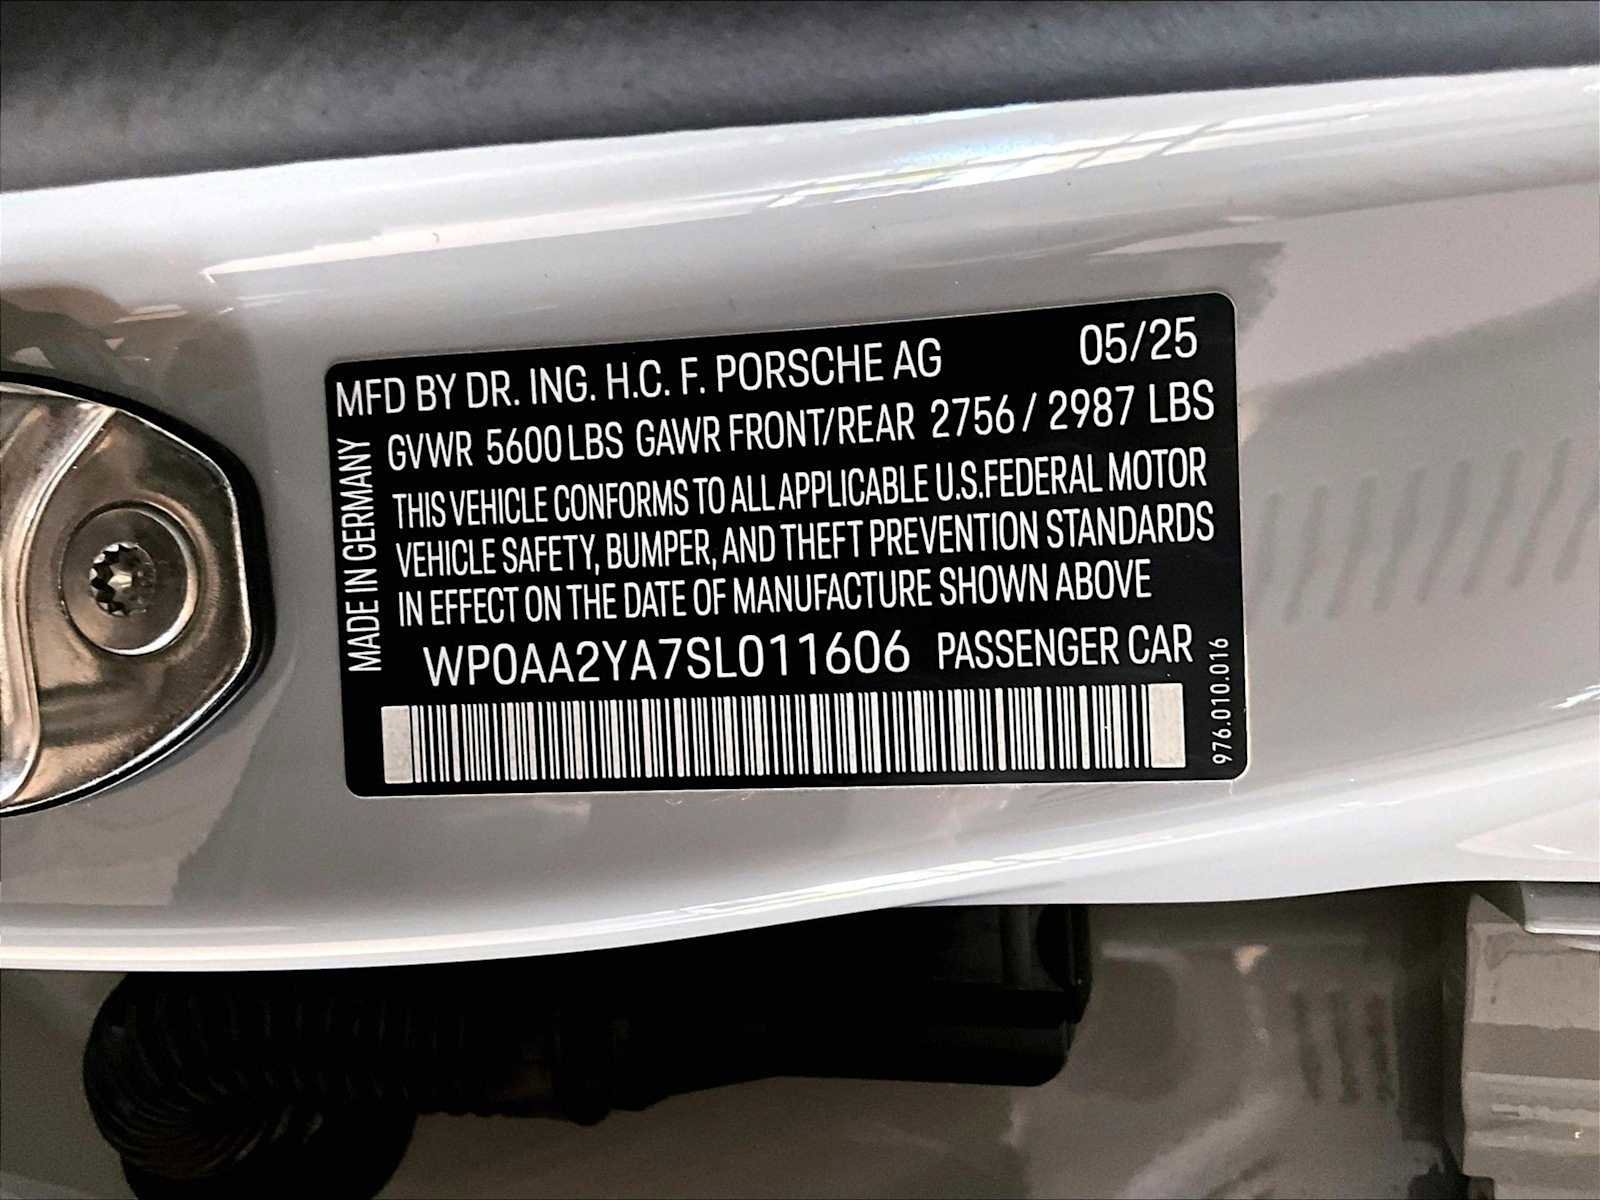 MFD BY DR. ING. H.C. F. PORSCHE AG 05/25
GVWR 5600 LBS GAWR FRONT/REAR 2756 / 2987 LBS
THIS VEHICLE CONFORMS TO ALL APPLICABLE U.S.FEDERAL MOTOR
VEHICLE SAFETY, BUMPER, AND THEFT PREVENTION STANDARDS
IN EFFECT ON THE DATE OF MANUFACTURE SHOWN ABOVE
WP0AA2YA7SL011606 PASSENGER CAR
MADE IN GERMANY
976.010.016